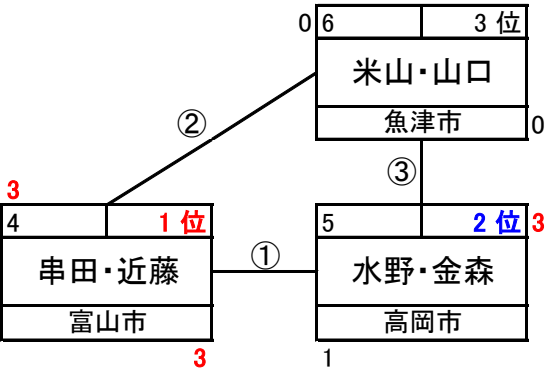 0 6 3 位
米山・山口
魚津市 0
②
③
3
4 1 位
串田・近藤
富山市
3
①
5 2 位 3
水野・金森
高岡市
1